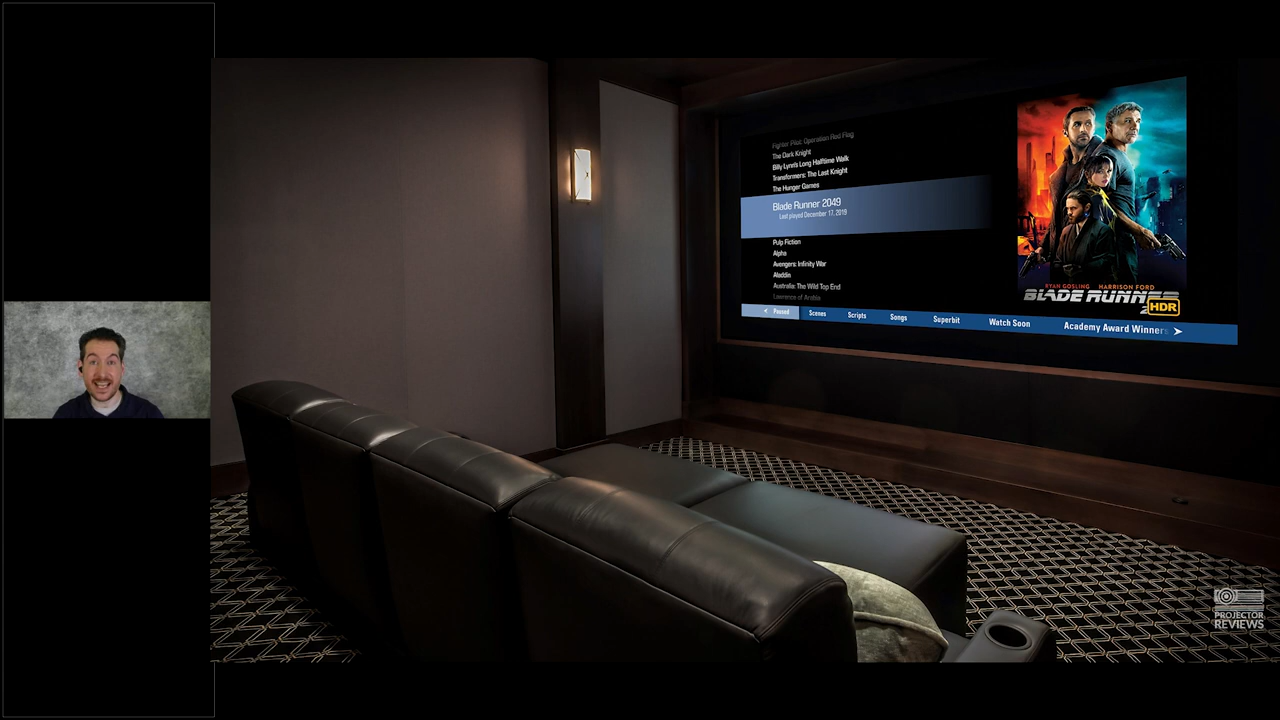 Fighter Pilot: Operation Red Flag
The Dark Knight
Billy Lynn's Long Halftime Walk
Transformers: The Last Knight
The Hunger Games
Blade Runner 2049
Last played December 17, 2019
Pulp Fiction
Alpha
Avengers: Infinity War
Aladdin
Australia: The Wild Top End
Lawrence of Arabia
Paused Scenes Scripts Songs Superbit Watch Soon Academy Award Winners
RYAN GOSLING HARRISON FORD
BLADE RUNNER
HDR
PROJECTOR
REVIEWS